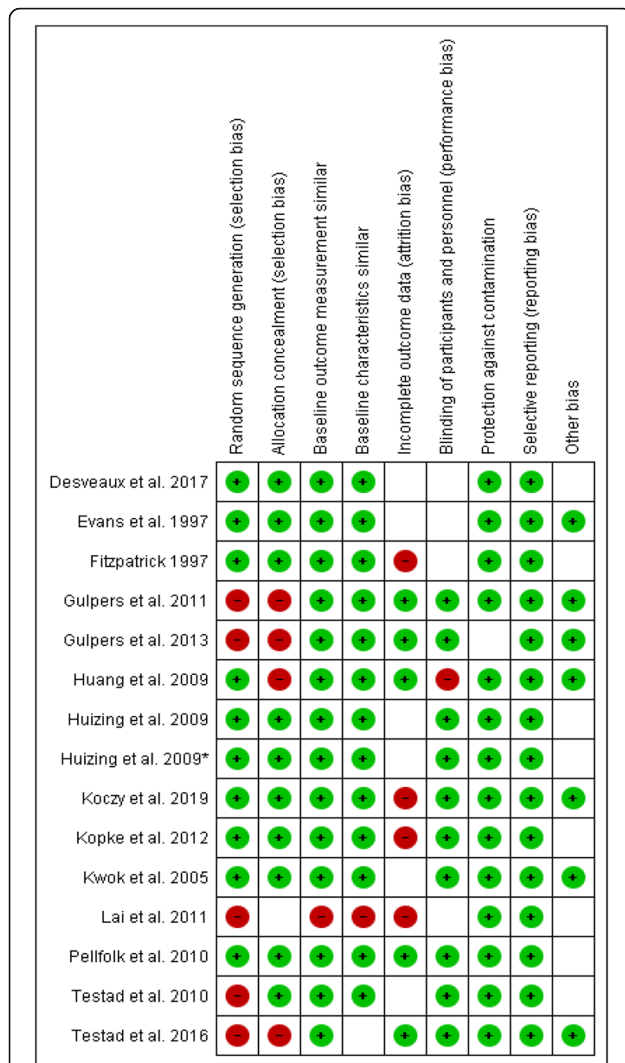 Random sequence generation (selection bias)
Allocation concealment (selection bias)
Baseline outcome measurement similar
Baseline characteristics similar
Incomplete outcome data (attrition bias)
Blinding of participants and personnel (performance bias)
Protection against contamination
Selective reporting (reporting bias)
Other bias
Desveaux et al. 2017 + + + + + +
Evans et al. 1997 + + + + + + +
Fitzpatrick 1997 + + + + - + +
Gulpers et al. 2011 - - + + + + + + +
Gulpers et al. 2013 - - + + + + + +
Huang et al. 2009 + - + + + - + + +
Huizing 2009 + + + + + + +
Huizing et al. 2009* + + + + + + +
Koczy et al. 2019 + + + + - + + + +
Kopke et al. 2012 + + + + - + + +
Kwok et al. 2005 + + + + + + + +
Lai et al. 2011 - - - - + +
Pellfolk et al. 2010 + + + + + + + +
Testad et al. 2010 - + + + + + +
Testad et al. 2016 - - + + + + + +